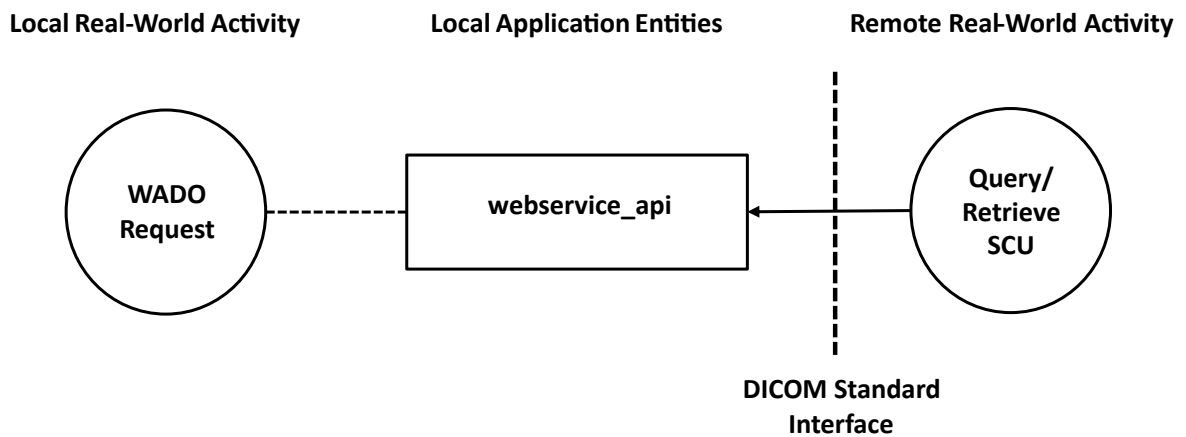 Local Real-World Activity
Local Application Entities
Remote Real-World Activity
WADO
Request
webservice_api
Query/
Retrieve
SCU
DICOM Standard
Interface